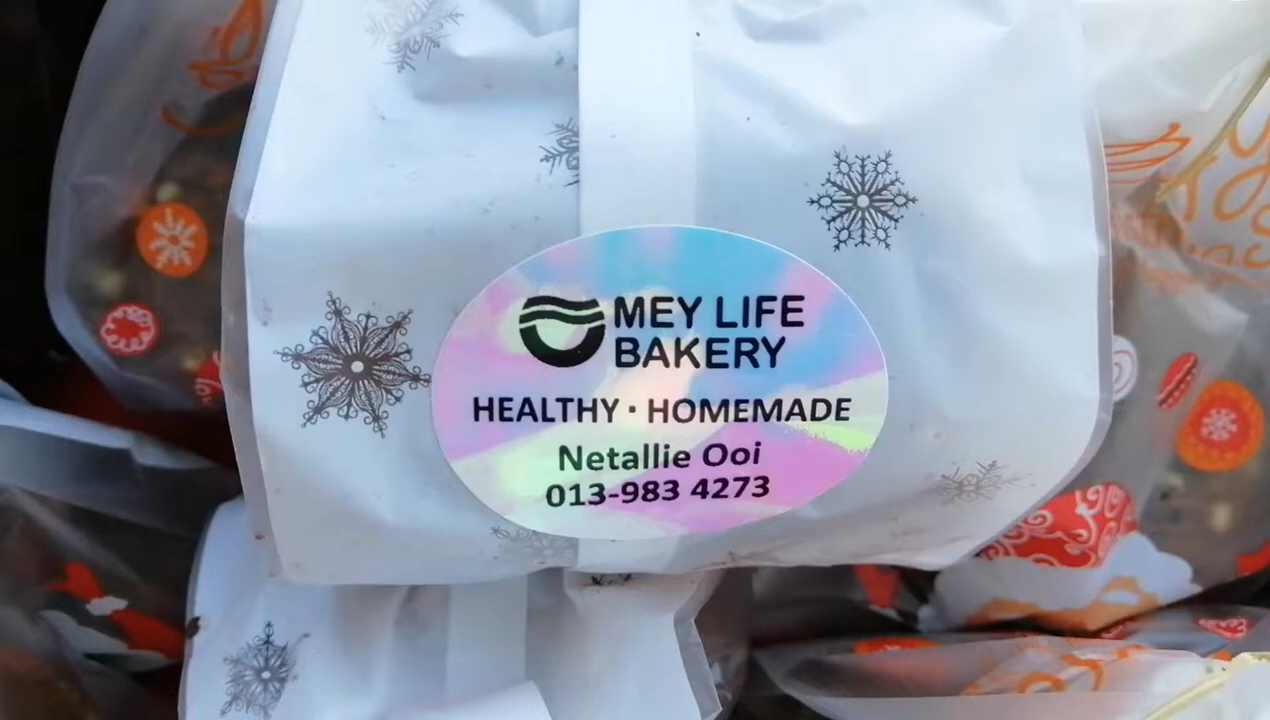 MEY LIFE
BAKERY
HEALTHY · HOMEMADE
Netallie Ooi
013-983 4273